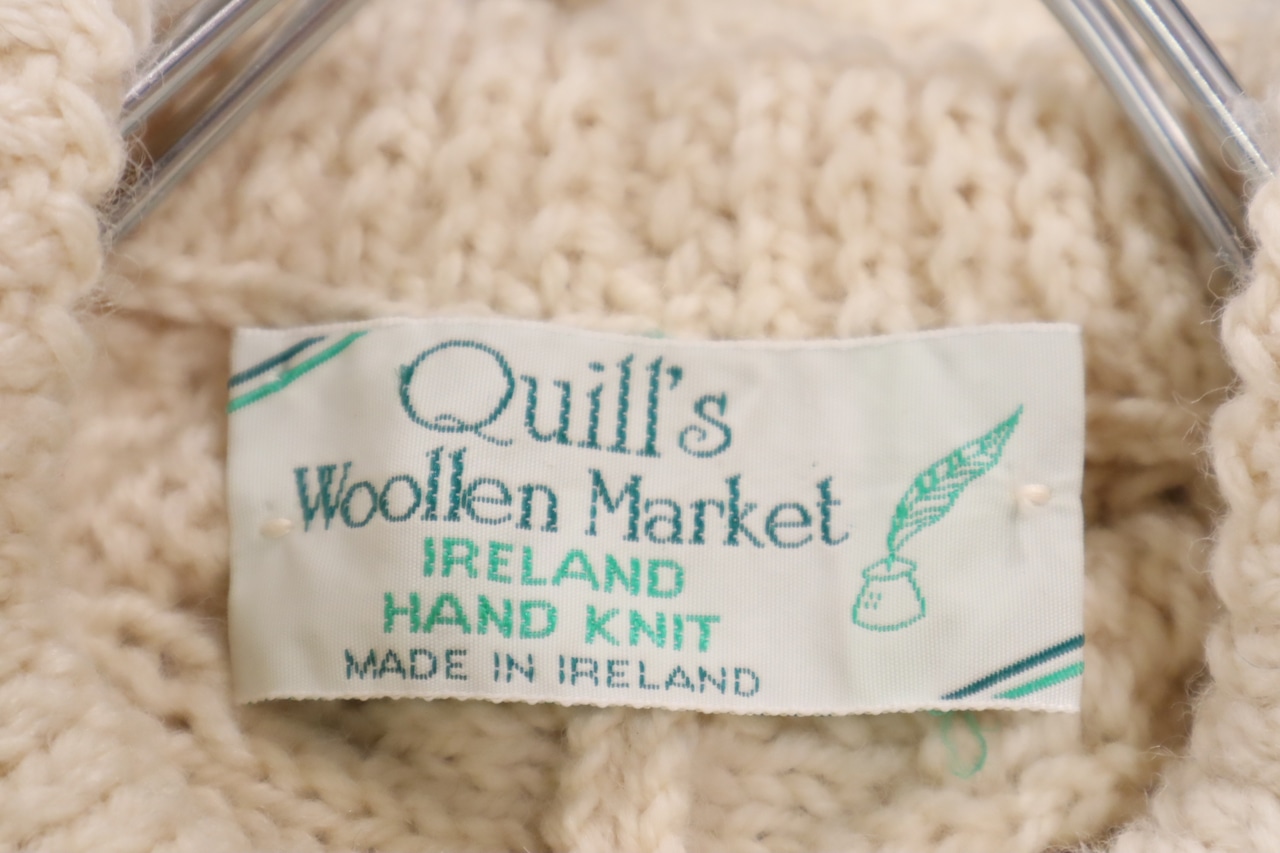 Quill's
Woollen Market
IRELAND
HAND KNIT
MADE IN IRELAND